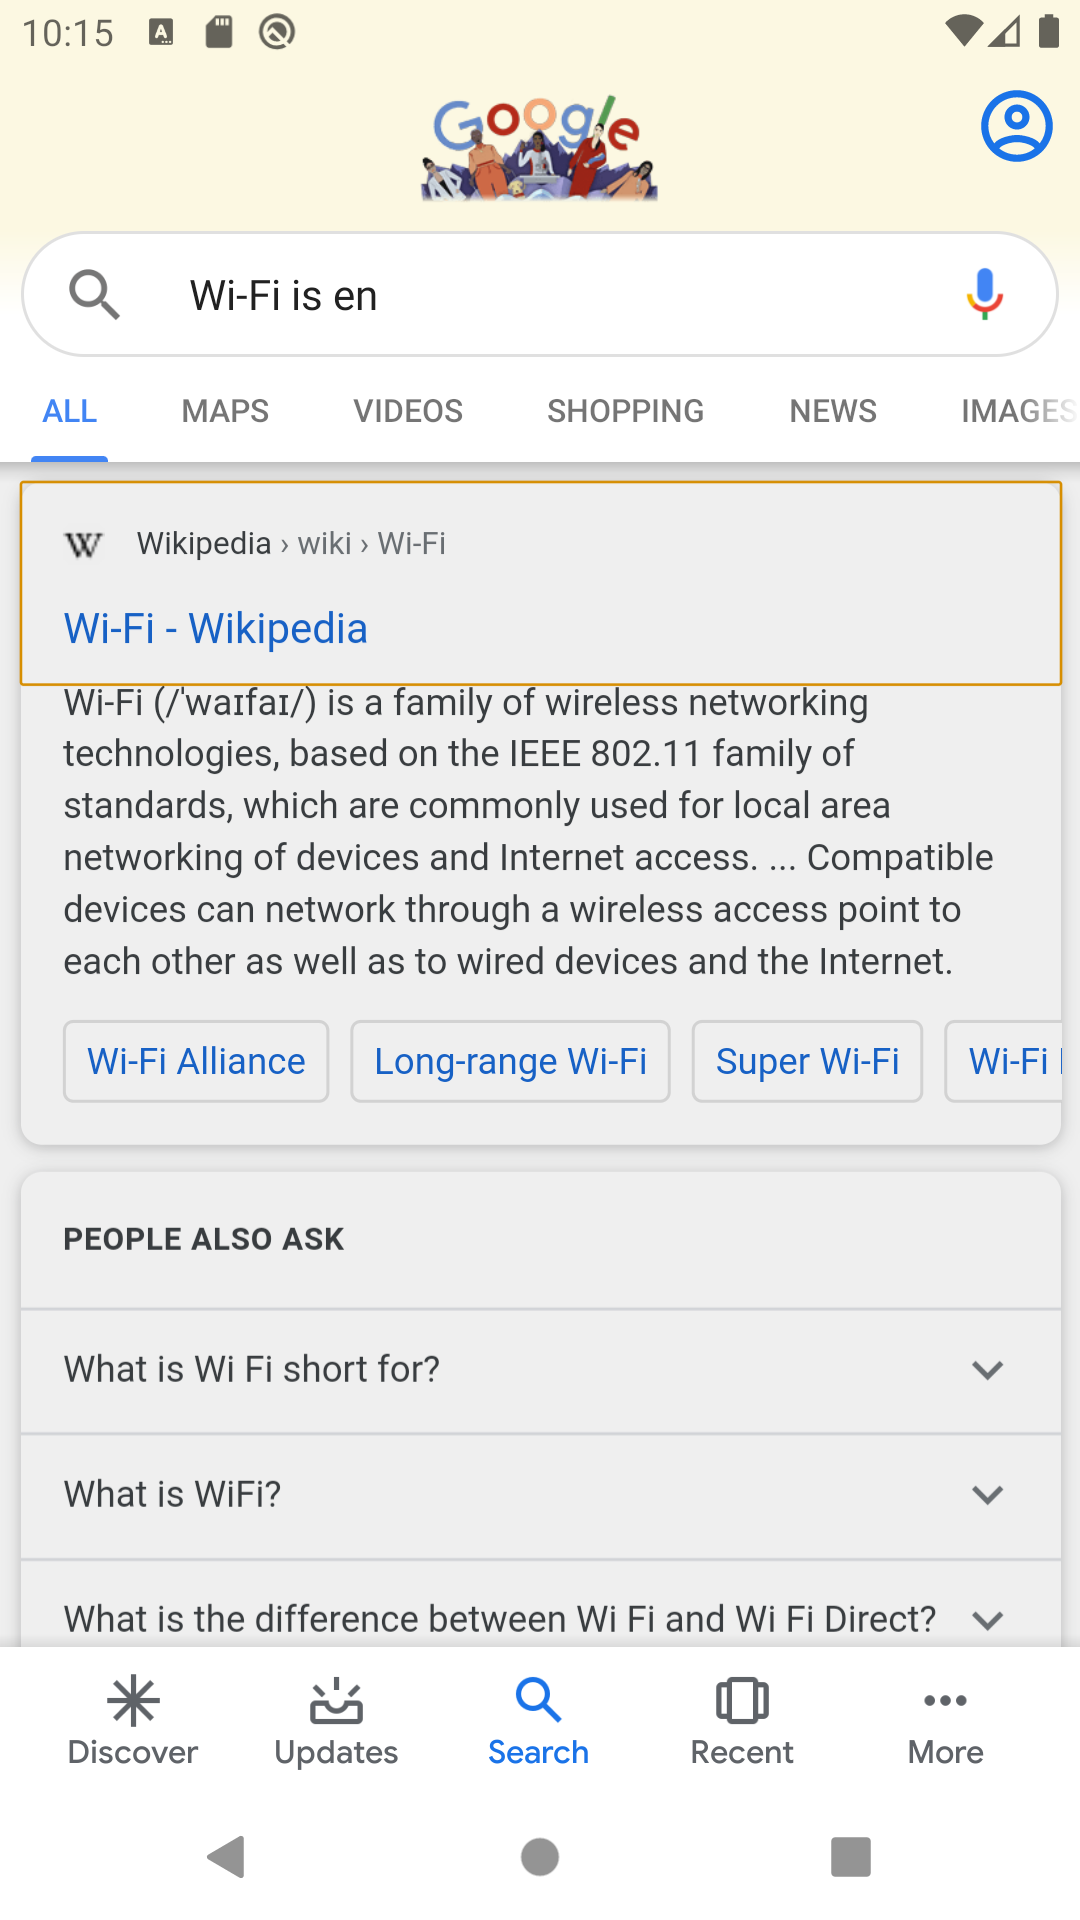 10:15
Google
Wi-Fi is en
ALL MAPS VIDEOS SHOPPING NEWS IMAGES
Wikipedia › wiki › Wi-Fi
Wi-Fi - Wikipedia
Wi-Fi (/ˈwaɪfaɪ/) is a family of wireless networking
technologies, based on the IEEE 802.11 family of
standards, which are commonly used for local area
networking of devices and Internet access. ... Compatible
devices can network through a wireless access point to
each other as well as to wired devices and the Internet.
Wi-Fi Alliance Long-range Wi-Fi Super Wi-Fi Wi-Fi
PEOPLE ALSO ASK
What is Wi Fi short for?
What is WiFi?
What is the difference between Wi Fi and Wi Fi Direct?
Discover Updates Search Recent More